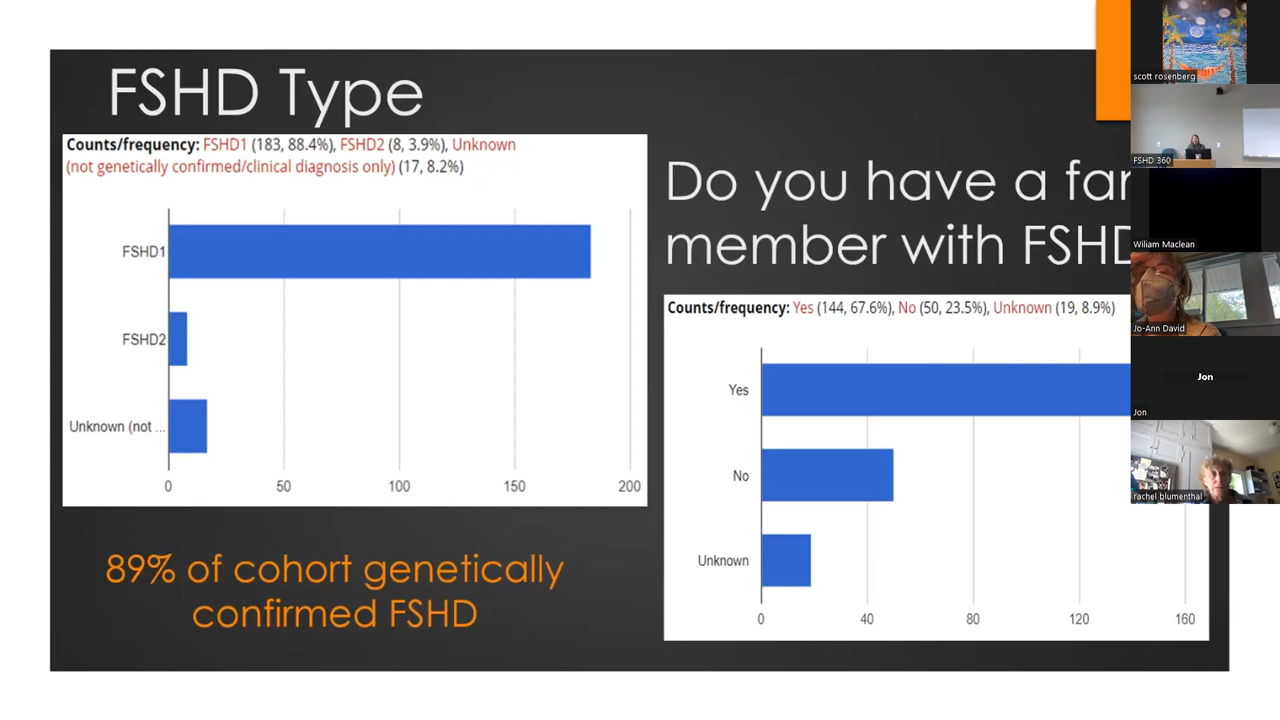 FSHD Type
Counts/frequency: FSHD1 (183, 88.4%), FSHD2 (8, 3.9%), Unknown
(not genetically confirmed/clinical diagnosis only) (17, 8.2%)
FSHD1
FSHD2
Unknown (not ...
0 50 100 150 200
89% of cohort genetically
confirmed FSHD
Do you have a far
member with FSHD
Counts/frequency: Yes (144, 67.6%), No (50, 23.5%), Unknown (19, 8.9%)
Yes
No
Unknown
0 40 80 120 160
scott rosenberg
FSHD 360
Wiliam Maclean
Jo-Ann David
Jon
Jon
rachel blumenthal